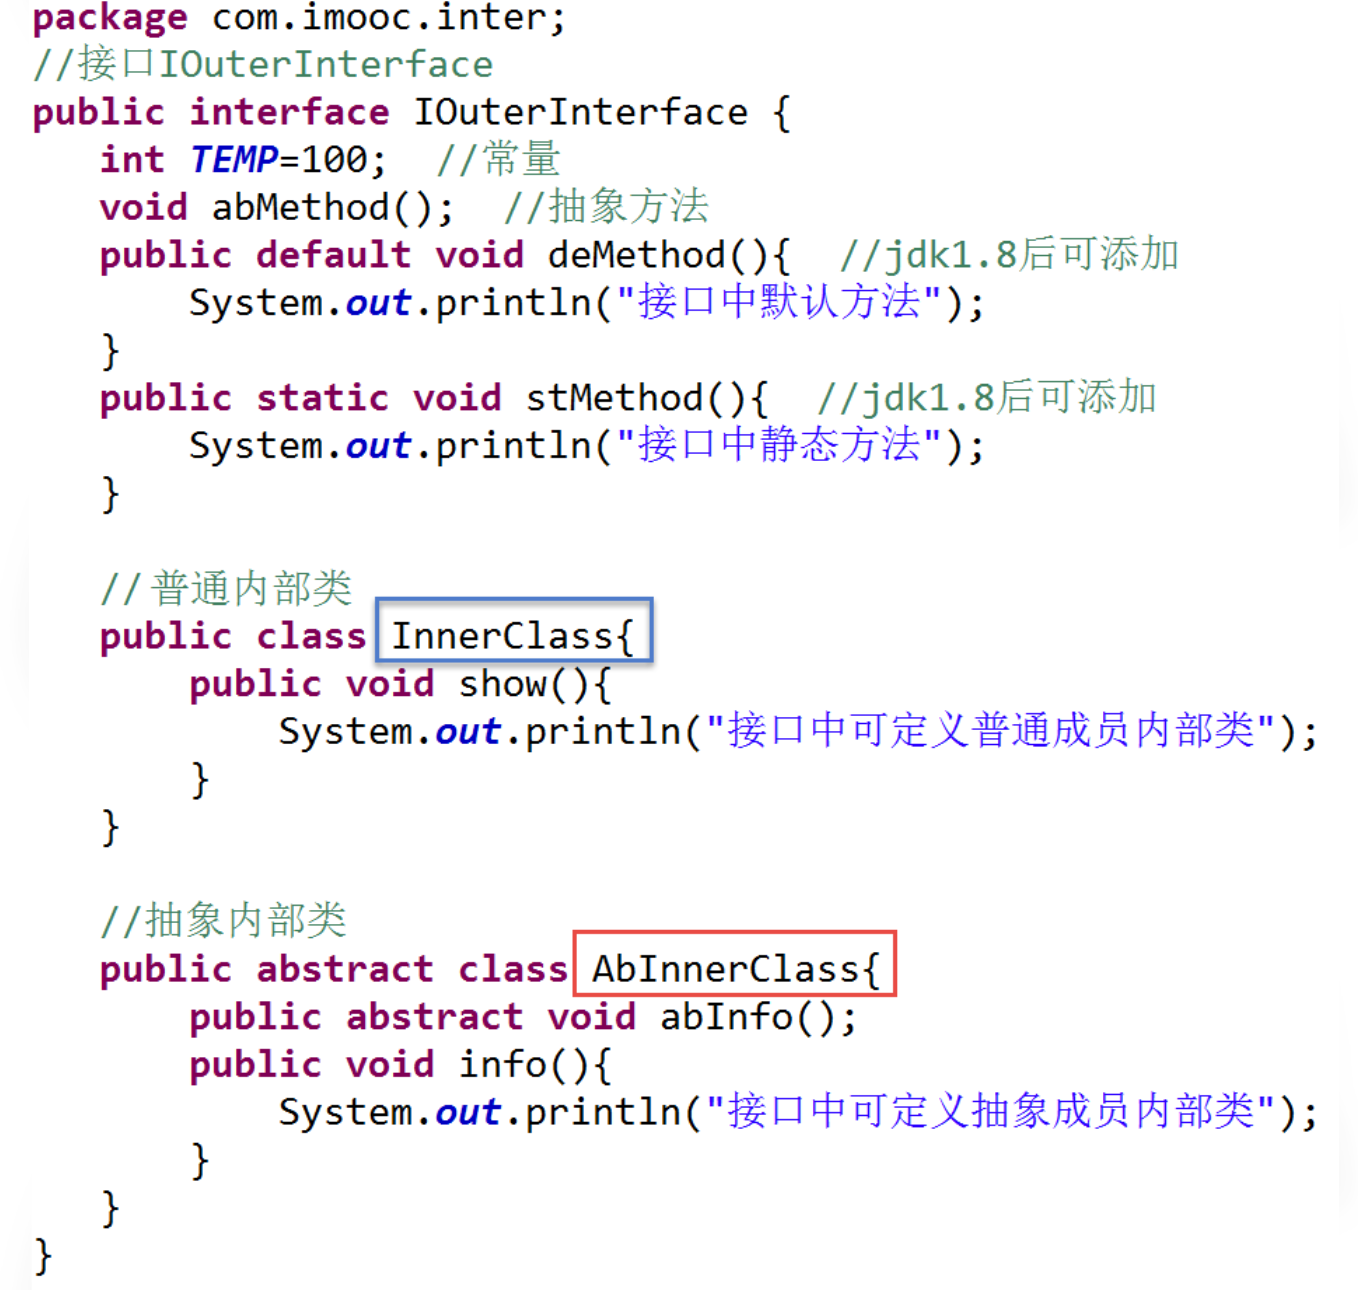 package com.imooc.inter;
//接口IOuterInterface
public interface IOuterInterface {
int TEMP=100; //常量
void abMethod(); //抽象方法
public default void deMethod(){ //jdk1.8后可添加
System.out.println("接口中默认方法");
}
public static void stMethod(){ //jdk1.8后可添加
System.out.println("接口中静态方法");
}
//普通内部类
public class InnerClass{
public void show(){
System.out.println("接口中可定义普通成员内部类");
}
}
//抽象内部类
public abstract class AbInnerClass{
public abstract void abInfo();
public void info(){
System.out.println("接口中可定义抽象成员内部类");
}
}
}